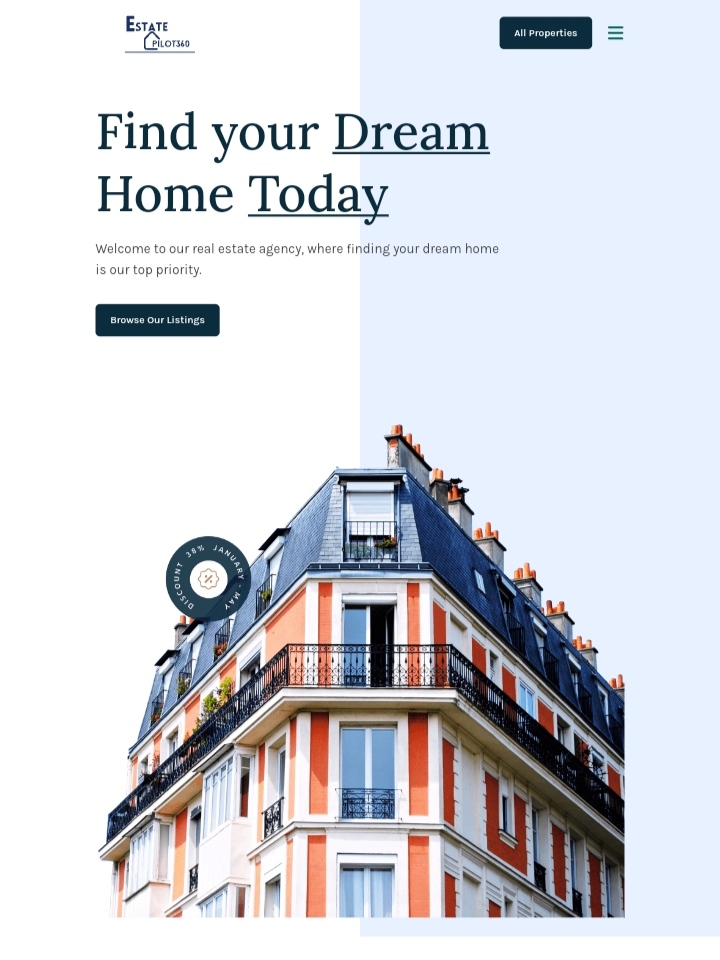 ESTATE
PILOT360
All Properties
Find your Dream
Home Today
Welcome to our real estate agency, where finding your dream home
is our top priority.
Browse Our Listings
DISCOUNT 38% JANUARY - MAY